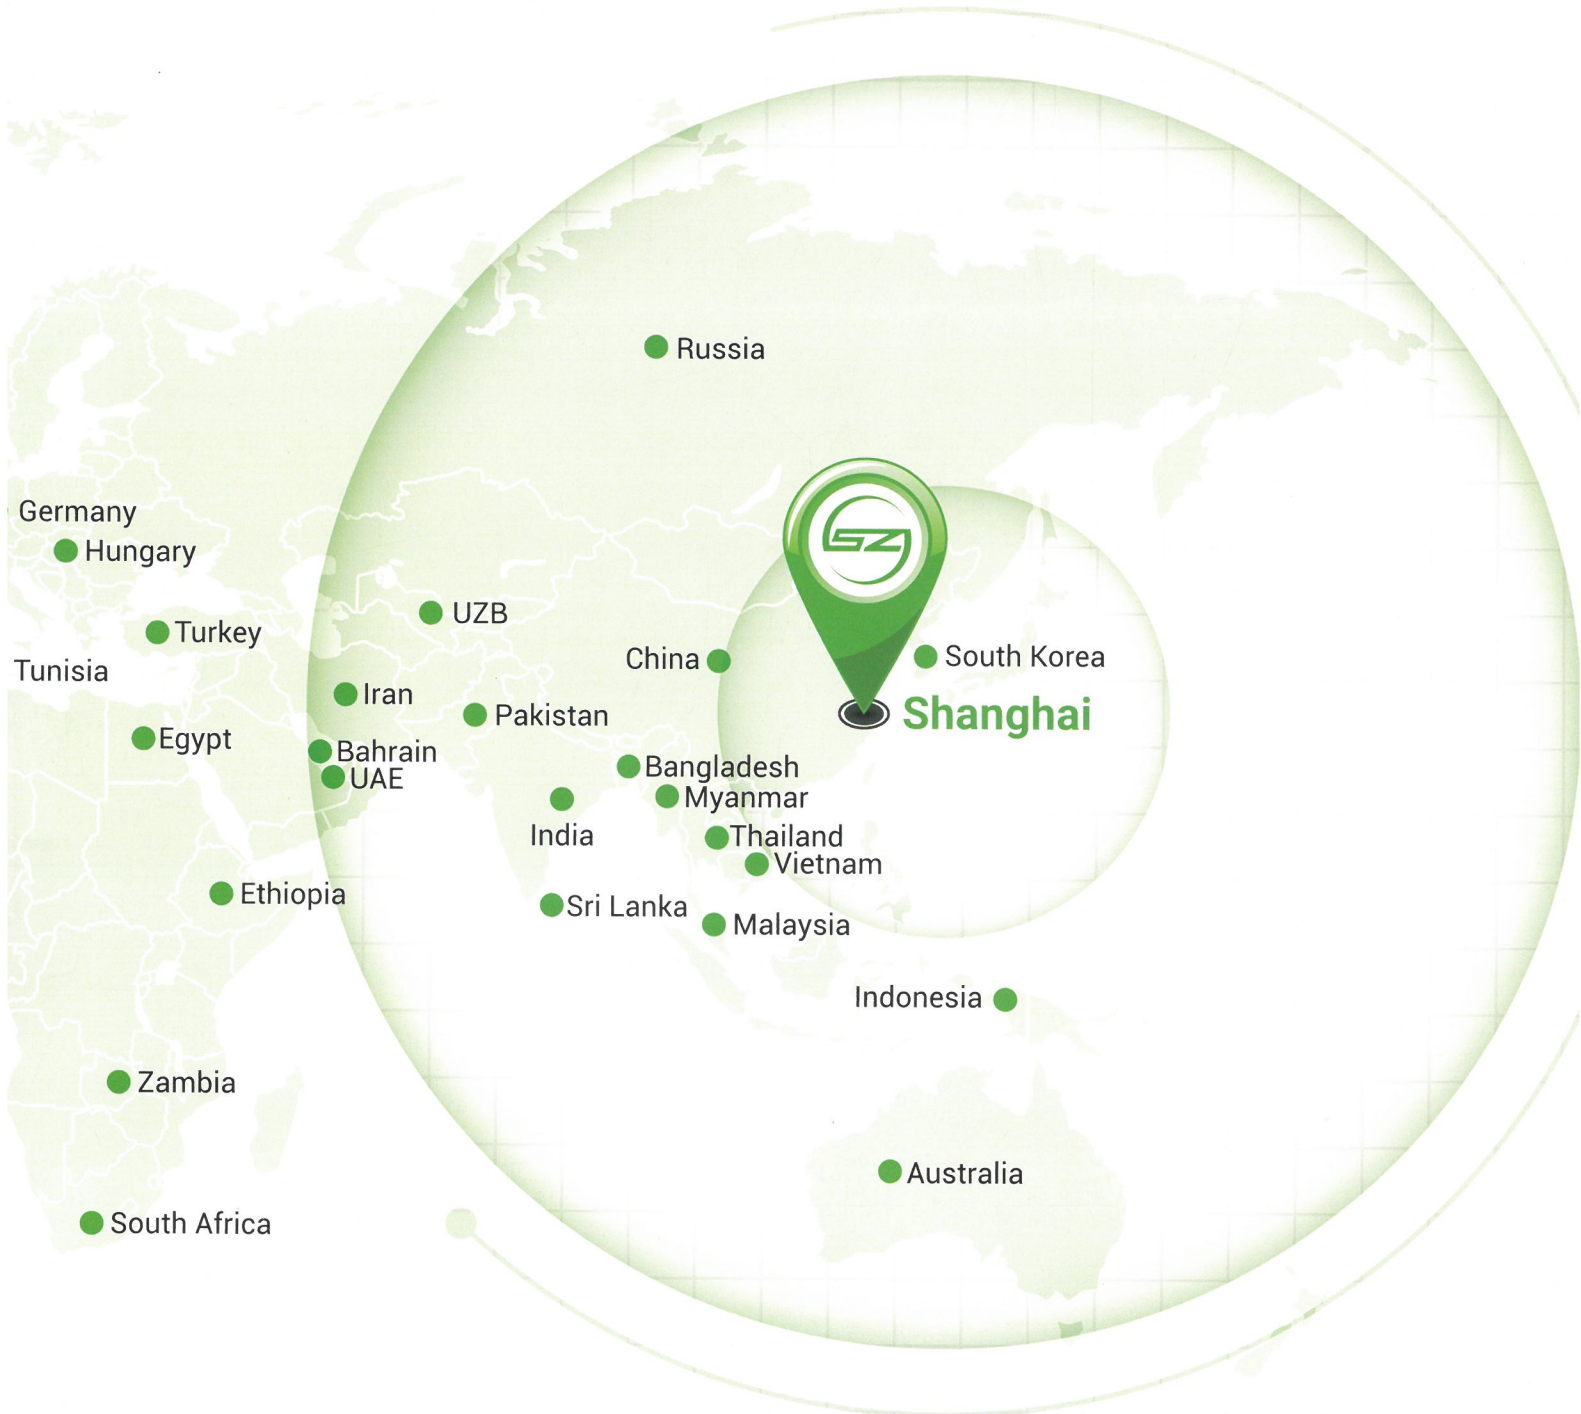 Russia
Germany
Hungary
SZ
UZB
Turkey
China
South Korea
Tunisia
Iran
Shanghai
Pakistan
Egypt
Bahrain
UAE
Bangladesh
Myanmar
India
Thailand
Vietnam
Ethiopia
Sri Lanka
Malaysia
Indonesia
Zambia
Australia
South Africa